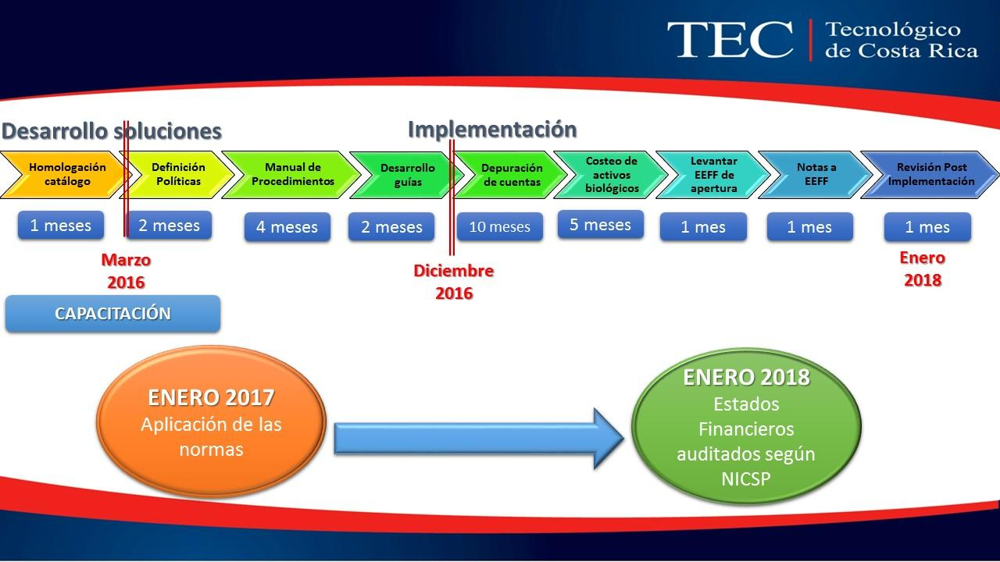 TEC | Tecnológico
de Costa Rica
Desarrollo soluciones
Implementación
Homologación
catálogo
Definición
Políticas
Manual de
Procedimientos
Desarrollo
guías
Depuración
de cuentas
Costeo de
activos
biológicos
Levantar
EEFF de
apertura
Notas a
EEFF
Revisión Post
Implementación
1 meses
2 meses
4 meses
2 meses
10 meses
5 meses
1 mes
1 mes
1 mes
Marzo
2016
Diciembre
2016
Enero
2018
CAPACITACIÓN
ENERO 2017
Aplicación de las
normas
ENERO 2018
Estados
Financieros
auditados según
NICSP